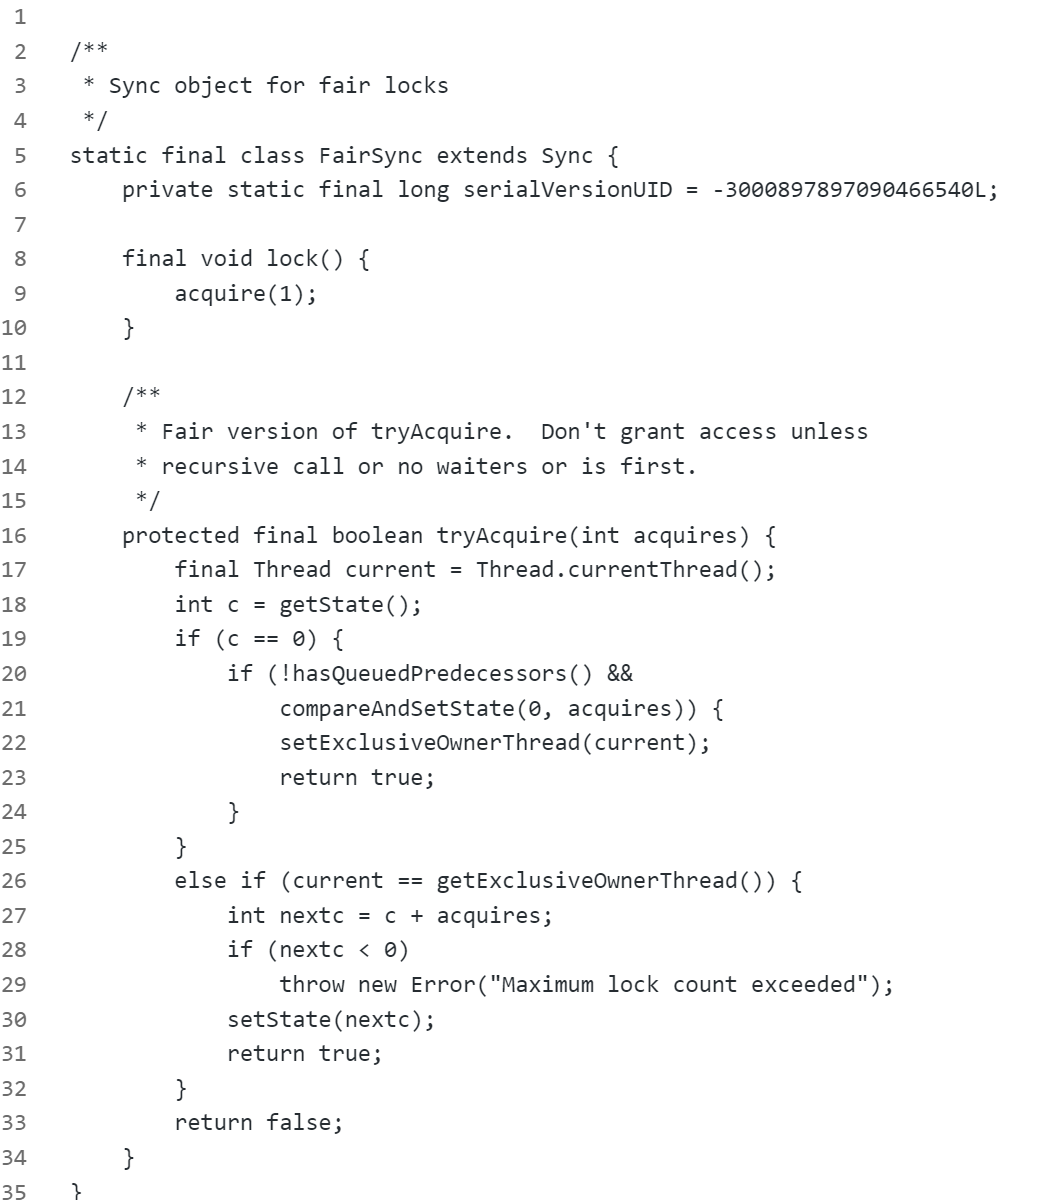 1
2 /**
3  * Sync object for fair locks
4  */
5 static final class FairSync extends Sync {
6     private static final long serialVersionUID = -3000897897090466540L;
7
8     final void lock() {
9         acquire(1);
10     }
11
12     /**
13      * Fair version of tryAcquire.  Don't grant access unless
14      * recursive call or no waiters or is first.
15      */
16     protected final boolean tryAcquire(int acquires) {
17         final Thread current = Thread.currentThread();
18         int c = getState();
19         if (c == 0) {
20             if (!hasQueuedPredecessors() &&
21                 compareAndSetState(0, acquires)) {
22                 setExclusiveOwnerThread(current);
23                 return true;
24             }
25         }
26         else if (current == getExclusiveOwnerThread()) {
27             int nextc = c + acquires;
28             if (nextc < 0)
29                 throw new Error("Maximum lock count exceeded");
30             setState(nextc);
31             return true;
32         }
33         return false;
34     }
35 }